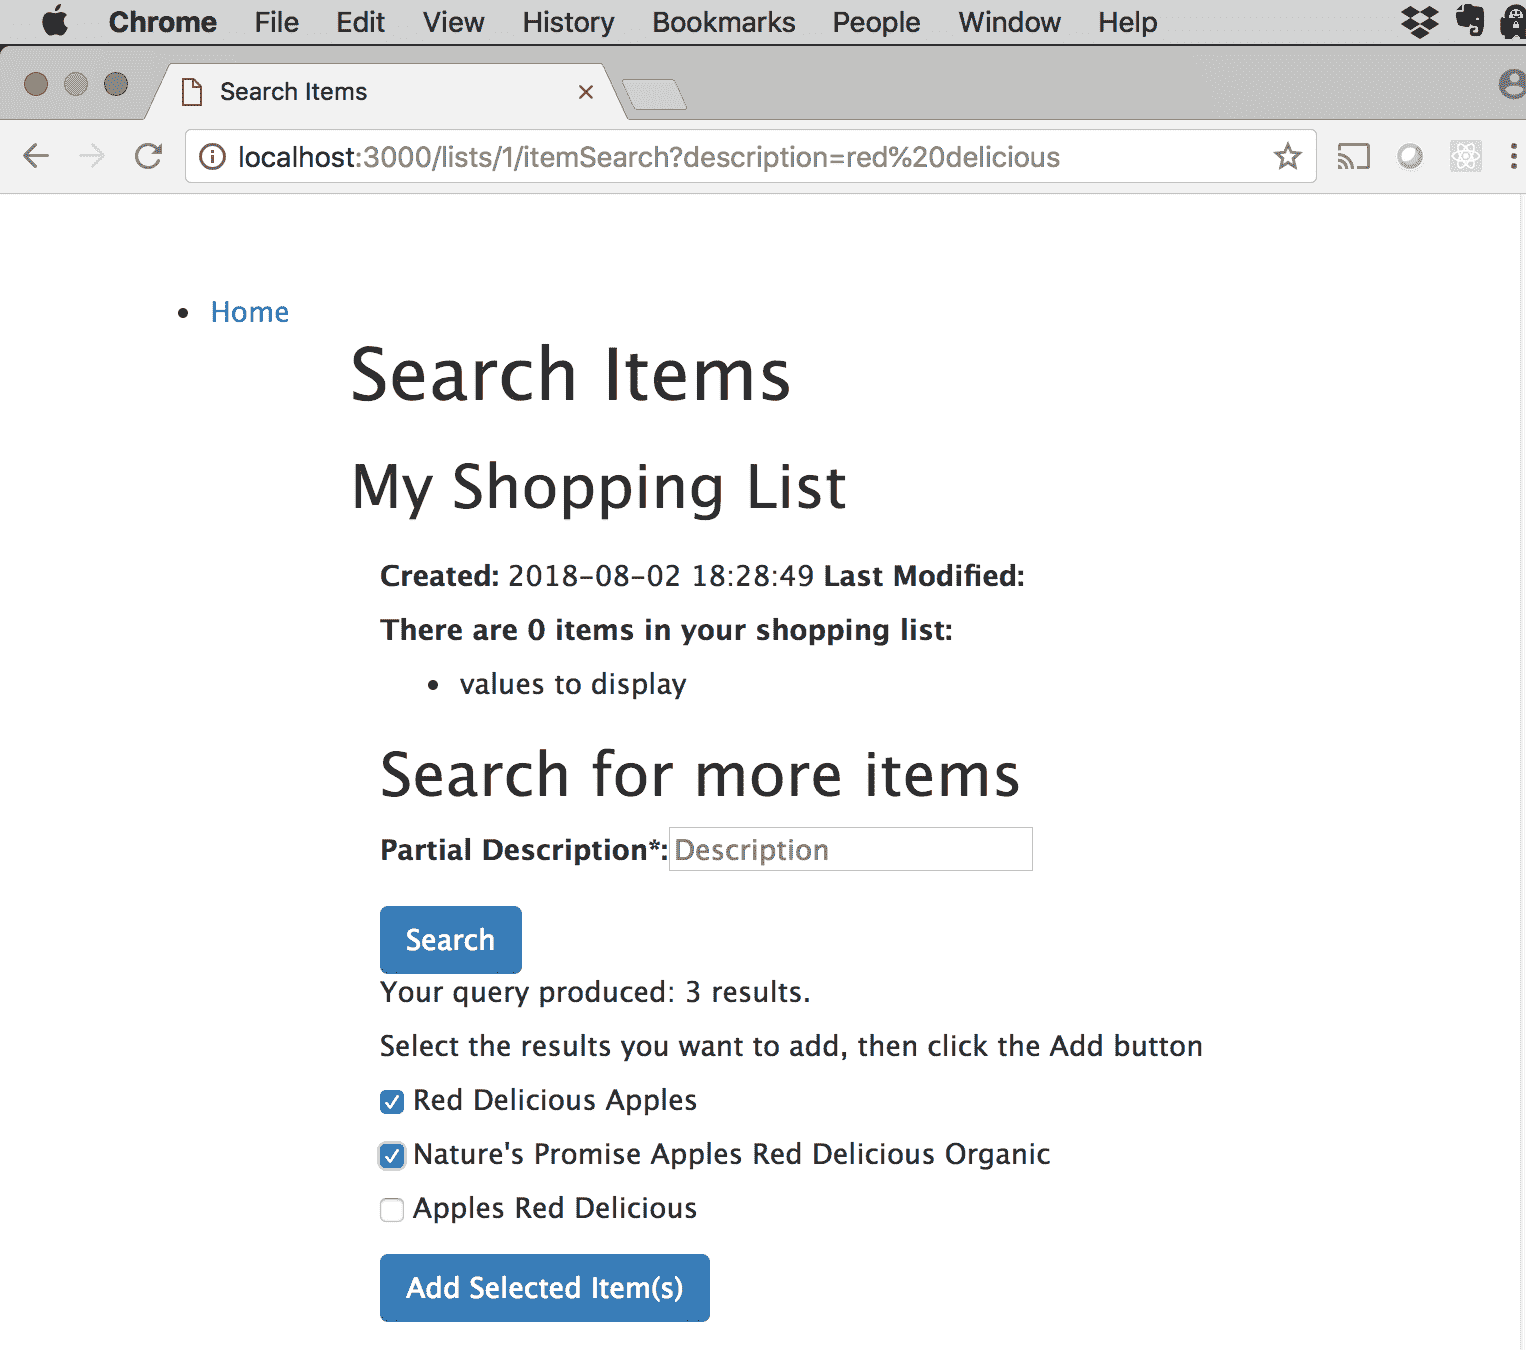 Chrome File Edit View History Bookmarks People Window Help
Search Items
localhost:3000/lists/1/itemSearch?description=red%20delicious
Home
Search Items
My Shopping List
Created: 2018-08-02 18:28:49 Last Modified:
There are 0 items in your shopping list:
values to display
Search for more items
Partial Description*: Description
Search
Your query produced: 3 results.
Select the results you want to add, then click the Add button
Red Delicious Apples
Nature's Promise Apples Red Delicious Organic
Apples Red Delicious
Add Selected Item(s)